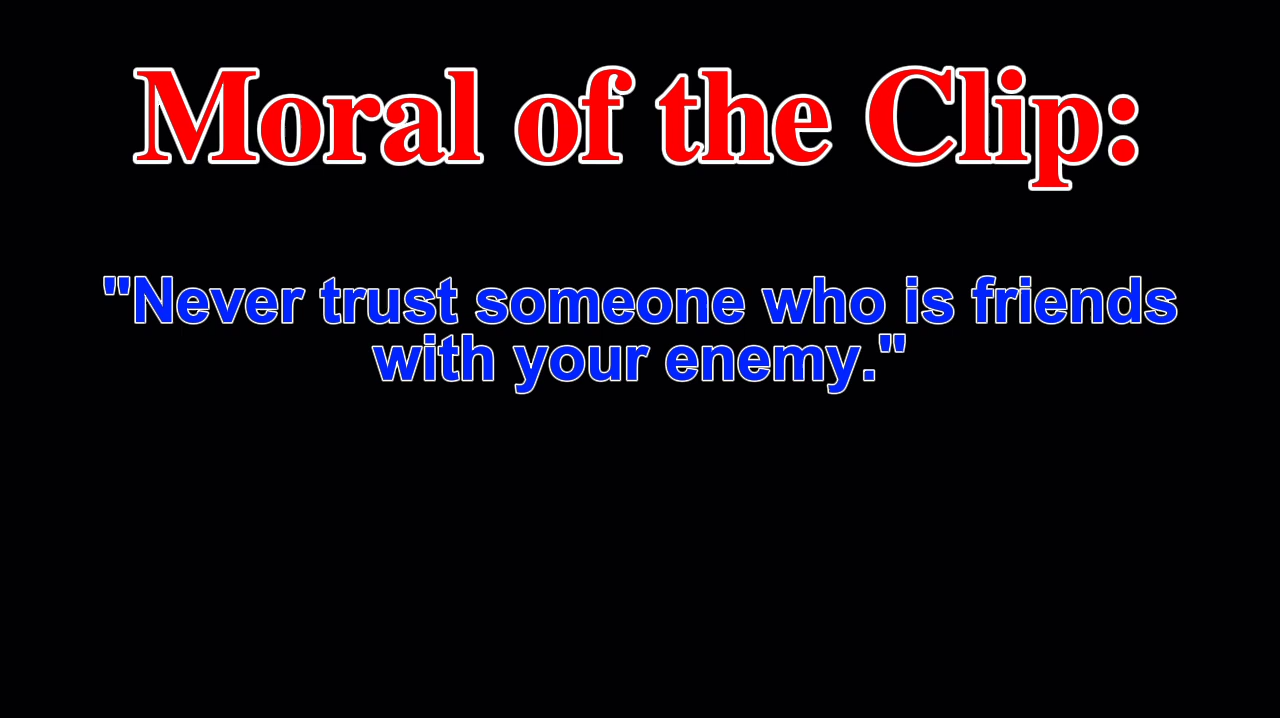 Moral of the Clip:
"Never trust someone who is friends
with your enemy."